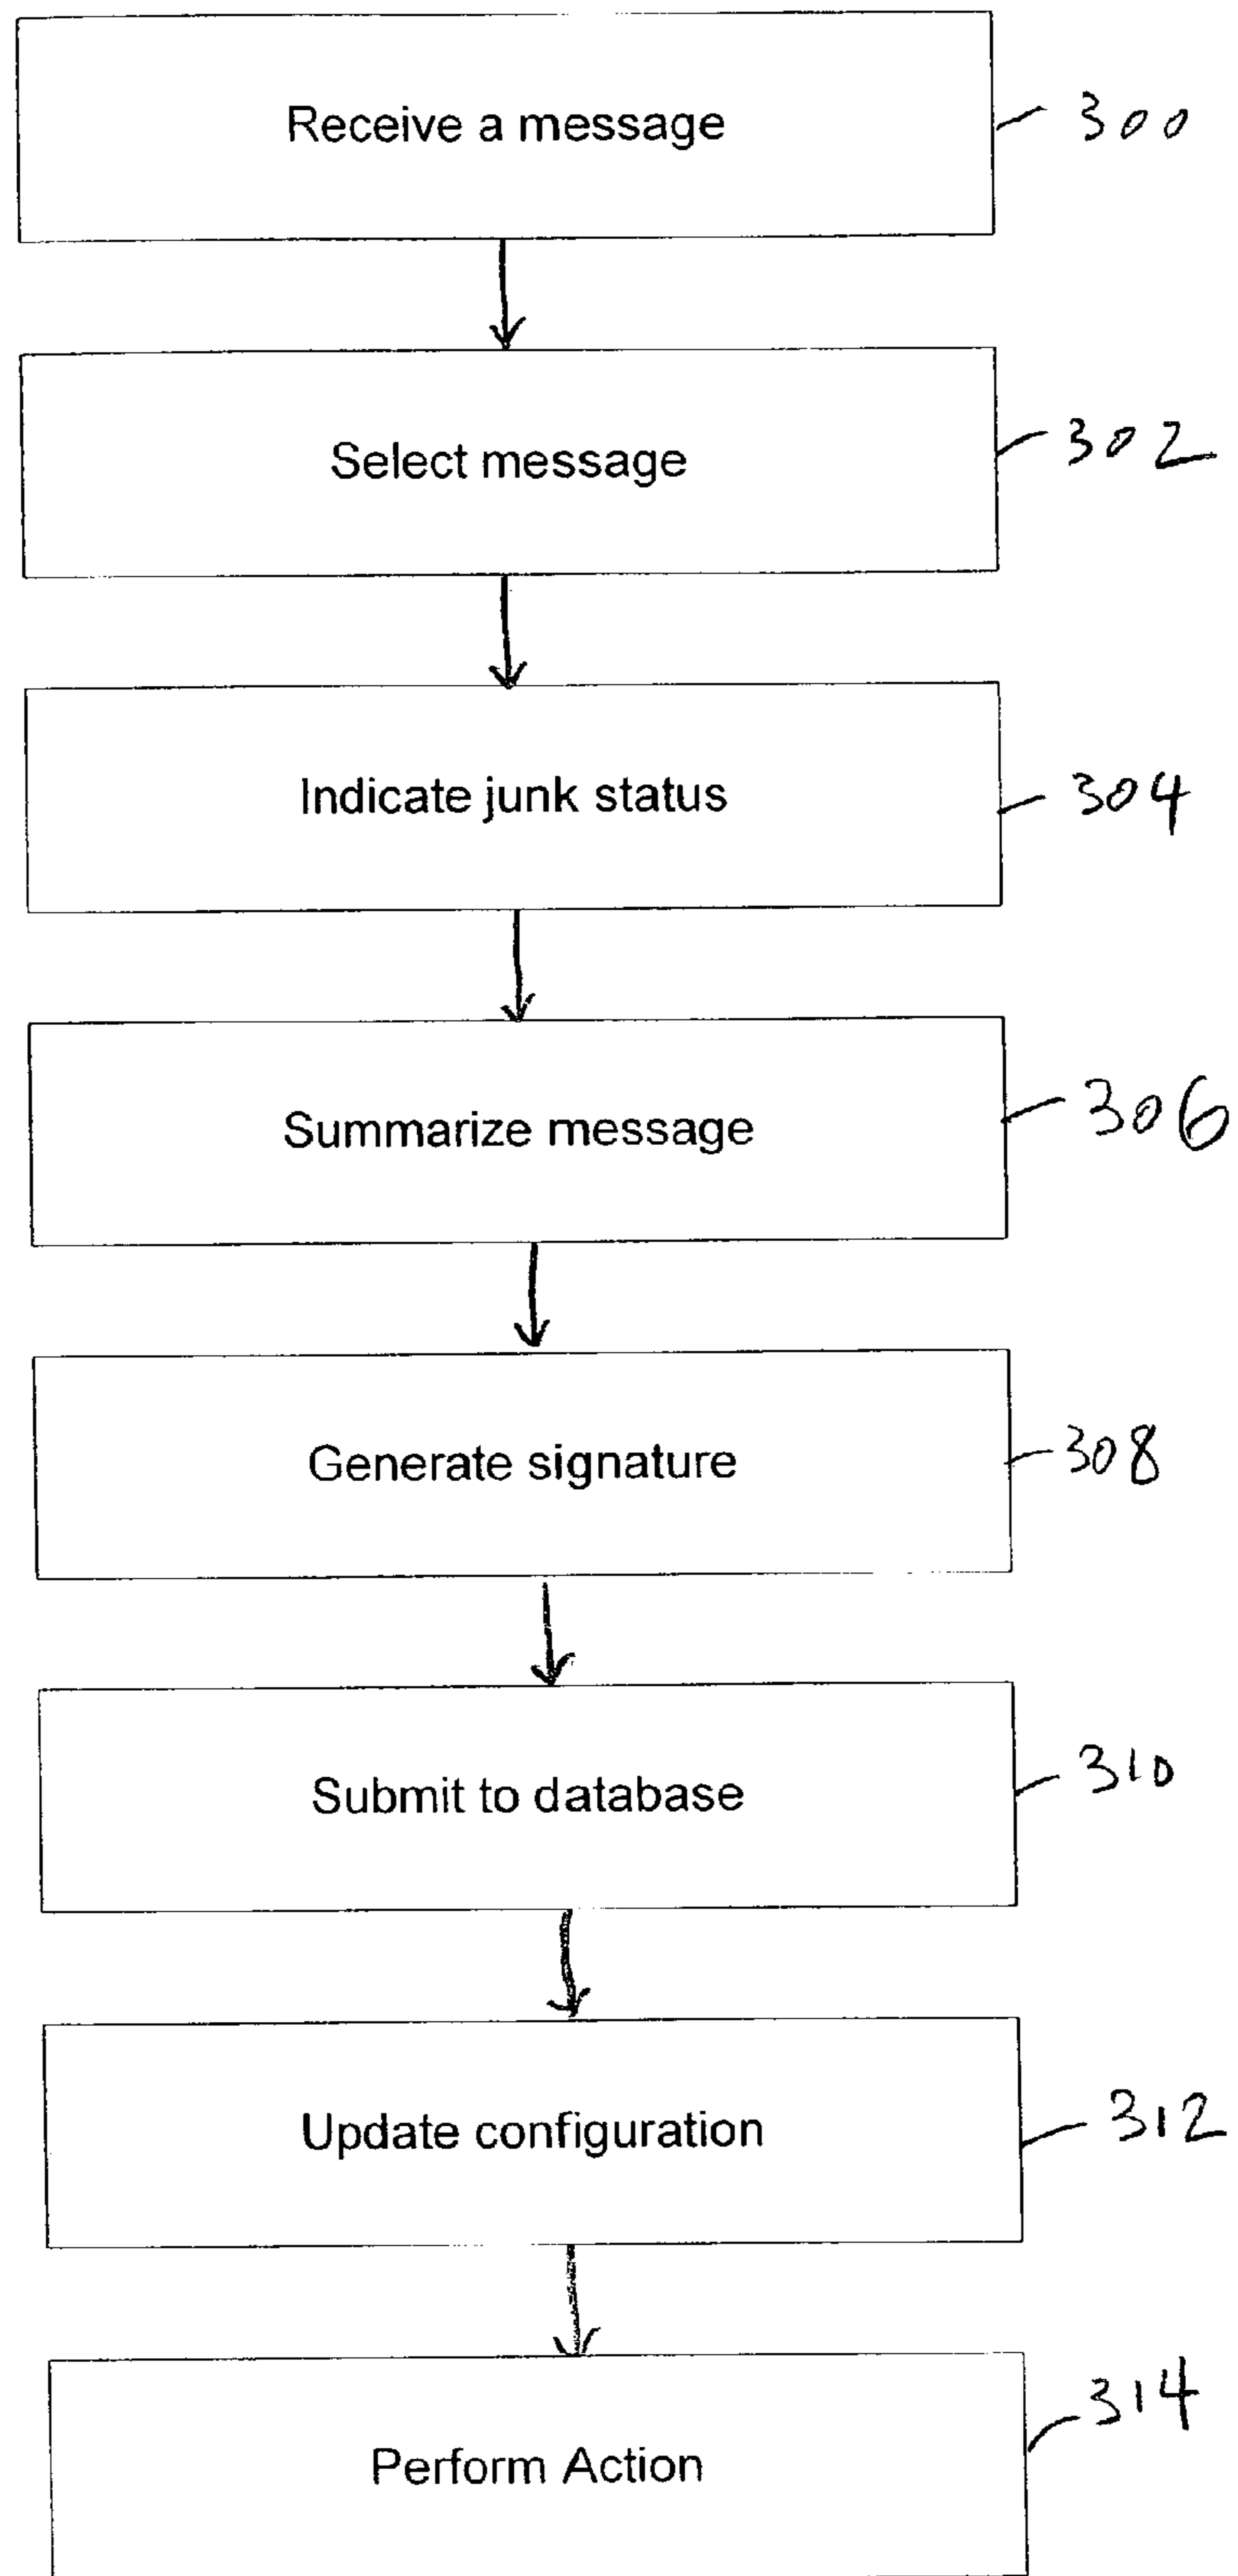 Receive a message 300
Select message 302
Indicate junk status 304
Summarize message 306
Generate signature 308
Submit to database 310
Update configuration 312
Perform Action 314